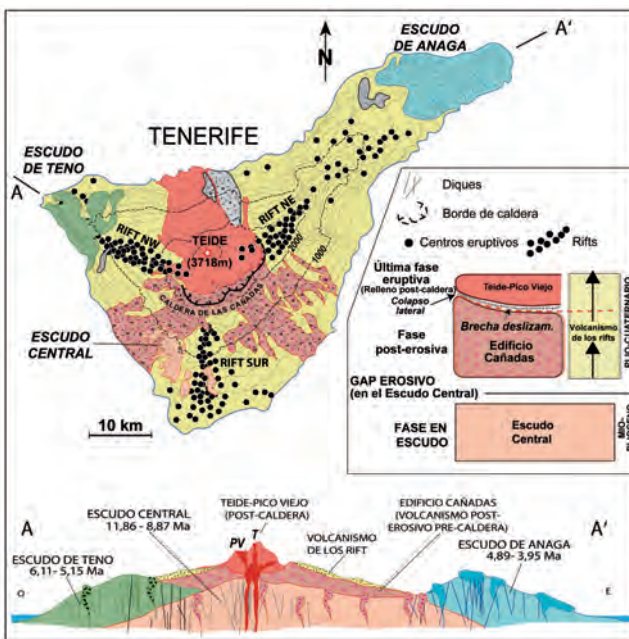 ESCUDO
DE ANAGA
A'
N
TENERIFE
ESCUDO
DE TENO
A
RIFT NW
RIFT NE
TEIDE
(3718m)
2000
1000
CALDERA DE LAS CAÑADAS
ESCUDO
CENTRAL
RIFT SUR
10 km
Diques
Borde de caldera
Centros eruptivos
Rifts
Última fase
eruptiva
(Relleno post-caldera)
Colapso
lateral
Teide-Pico Viejo
Brecha deslizam.
Fase
post-erosiva
Edificio
Cañadas
Volcanismo
de los rifts
PLIO-CUATERNARIO
GAP EROSIVO
(en el Escudo Central)
FASE EN
ESCUDO
Escudo
Central
MIO-
PLIOCENO
A
A'
ESCUDO CENTRAL
11,86 - 8,87 Ma
TEIDE-PICO VIEJO
(POST-CALDERA)
EDIFICIO CAÑADAS
(VOLCANISMO POST-
EROSIVO PRE-CALDERA)
PV
T
VOLCANISMO
DE LOS RIFT
ESCUDO DE TENO
6,11- 5,15 Ma
ESCUDO DE ANAGA
4,89- 3,95 Ma
O
E